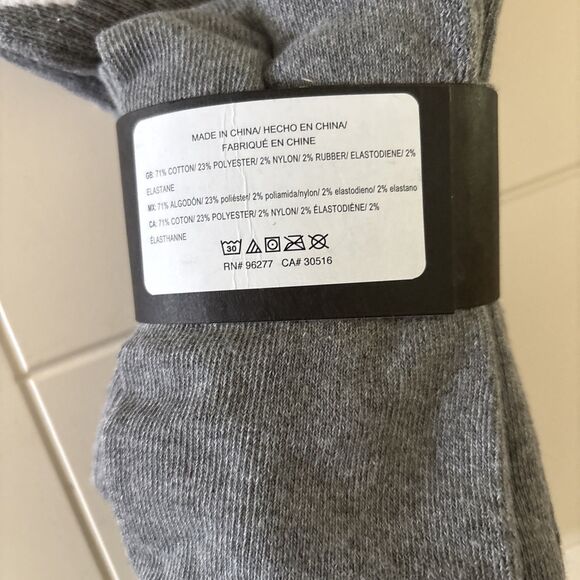 MADE IN CHINA/ HECHO EN CHINA/
FABRIQUÉ EN CHINE
GB: 71% COTTON/ 23% POLYESTER/ 2% NYLON/ 2% RUBBER/ ELASTODIENE/ 2%
ELASTANE
MX: 71% ALGODÓN/ 23% poliéster/ 2% poliamida/nylon/ 2% elastodieno/ 2% elastano
CA: 71% COTON/ 23% POLYESTER/ 2% NYLON/ 2% ÉLASTODIÈNE/ 2%
ÉLASTHANNE
30
RN# 96277 CA# 30516